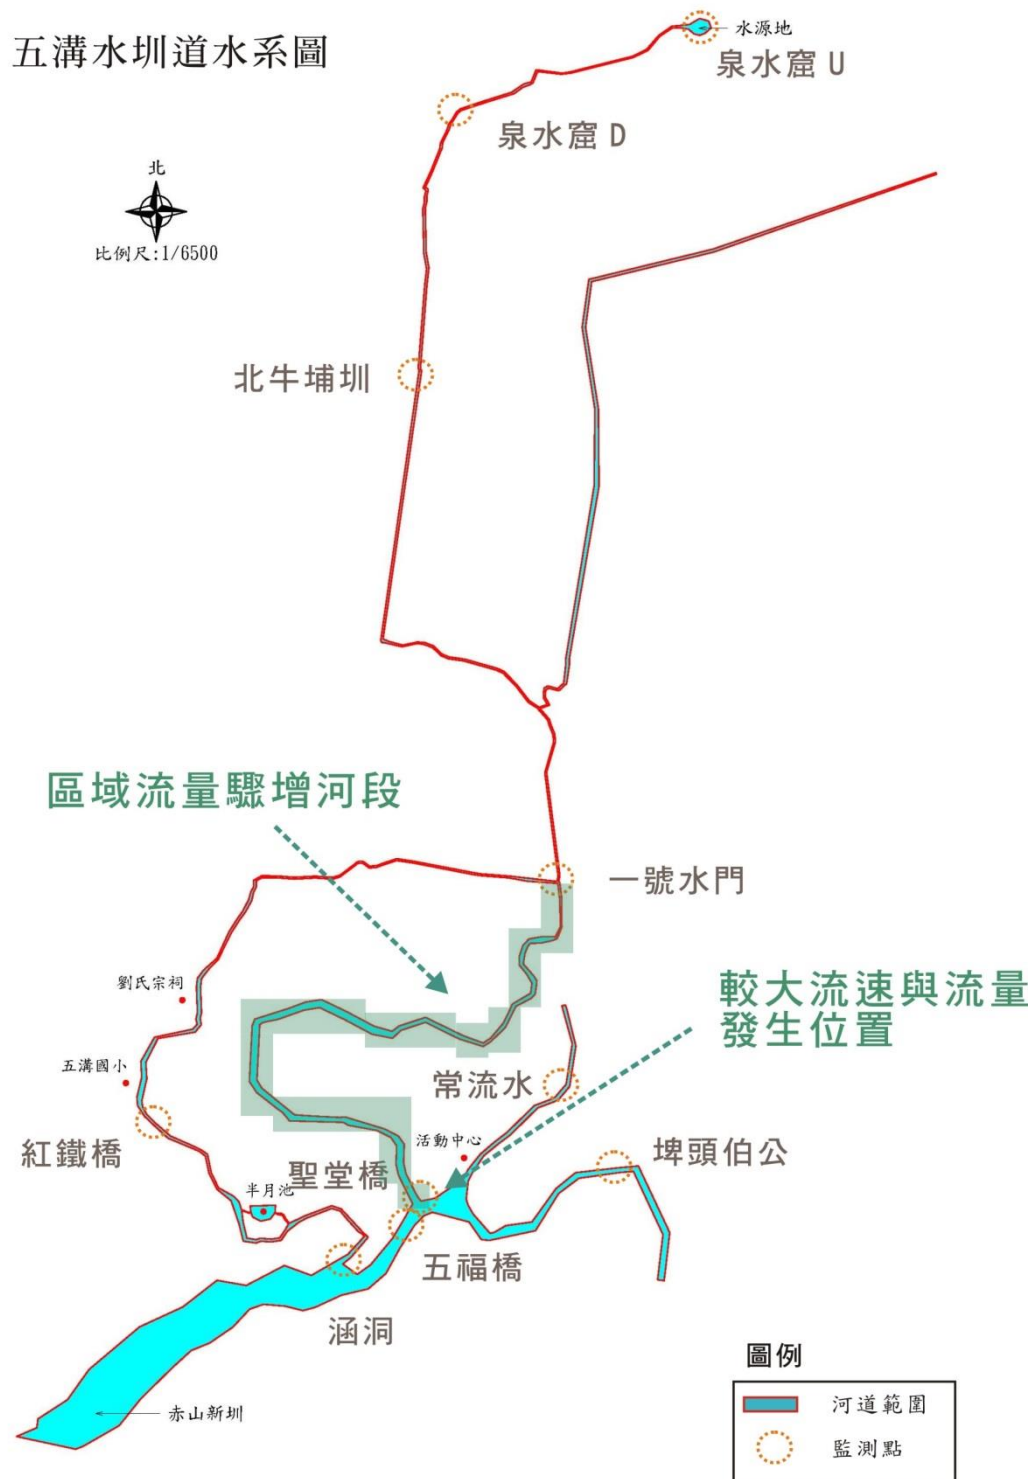 五溝水圳道水系圖
水源地
泉水窟 U
泉水窟 D
北
比例尺:1/6500
北牛埔圳
區域流量驟增河段
一號水門
劉氏宗祠
較大流速與流量
發生位置
五溝國小
常流水
紅鐵橋
活動中心
埤頭伯公
聖堂橋
半月池
五福橋
涵洞
圖例
河道範圍
赤山新圳
監測點